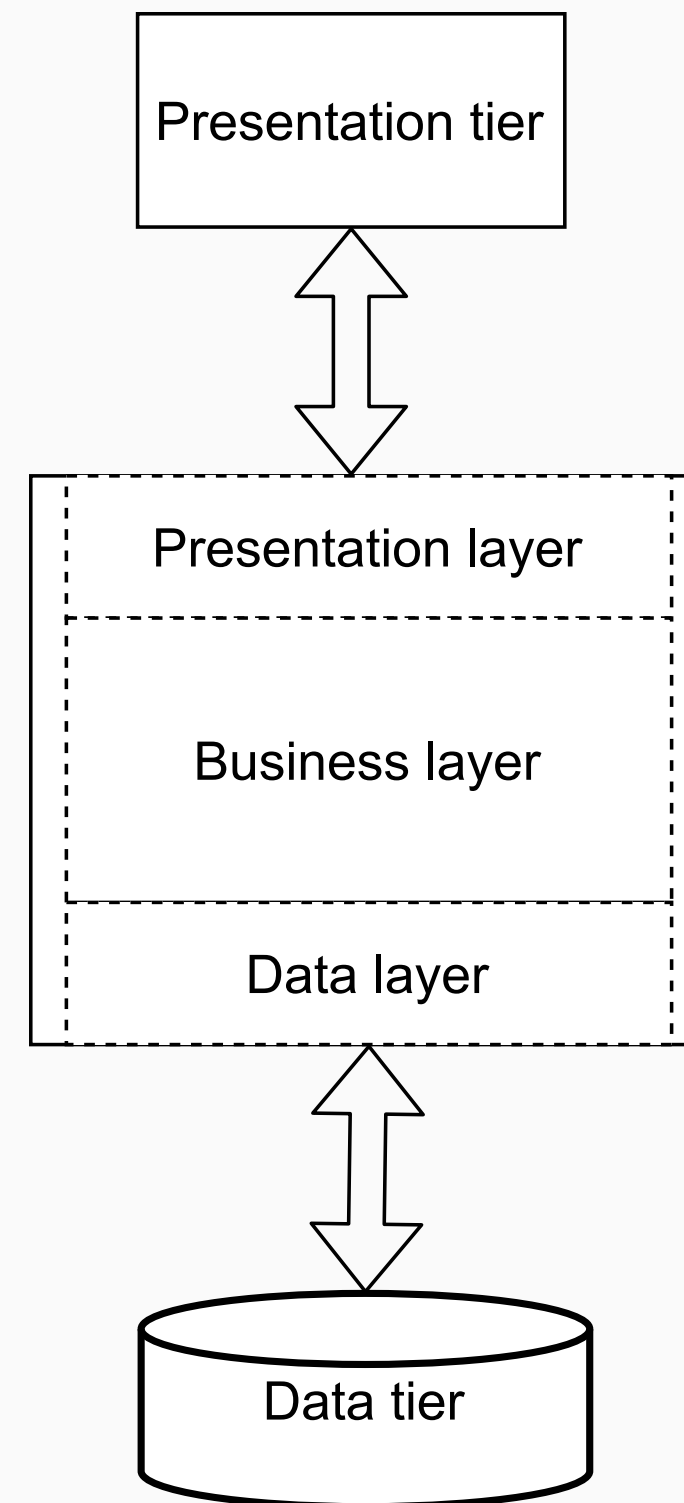 Presentation tier
Presentation layer
Business layer
Data layer
Data tier